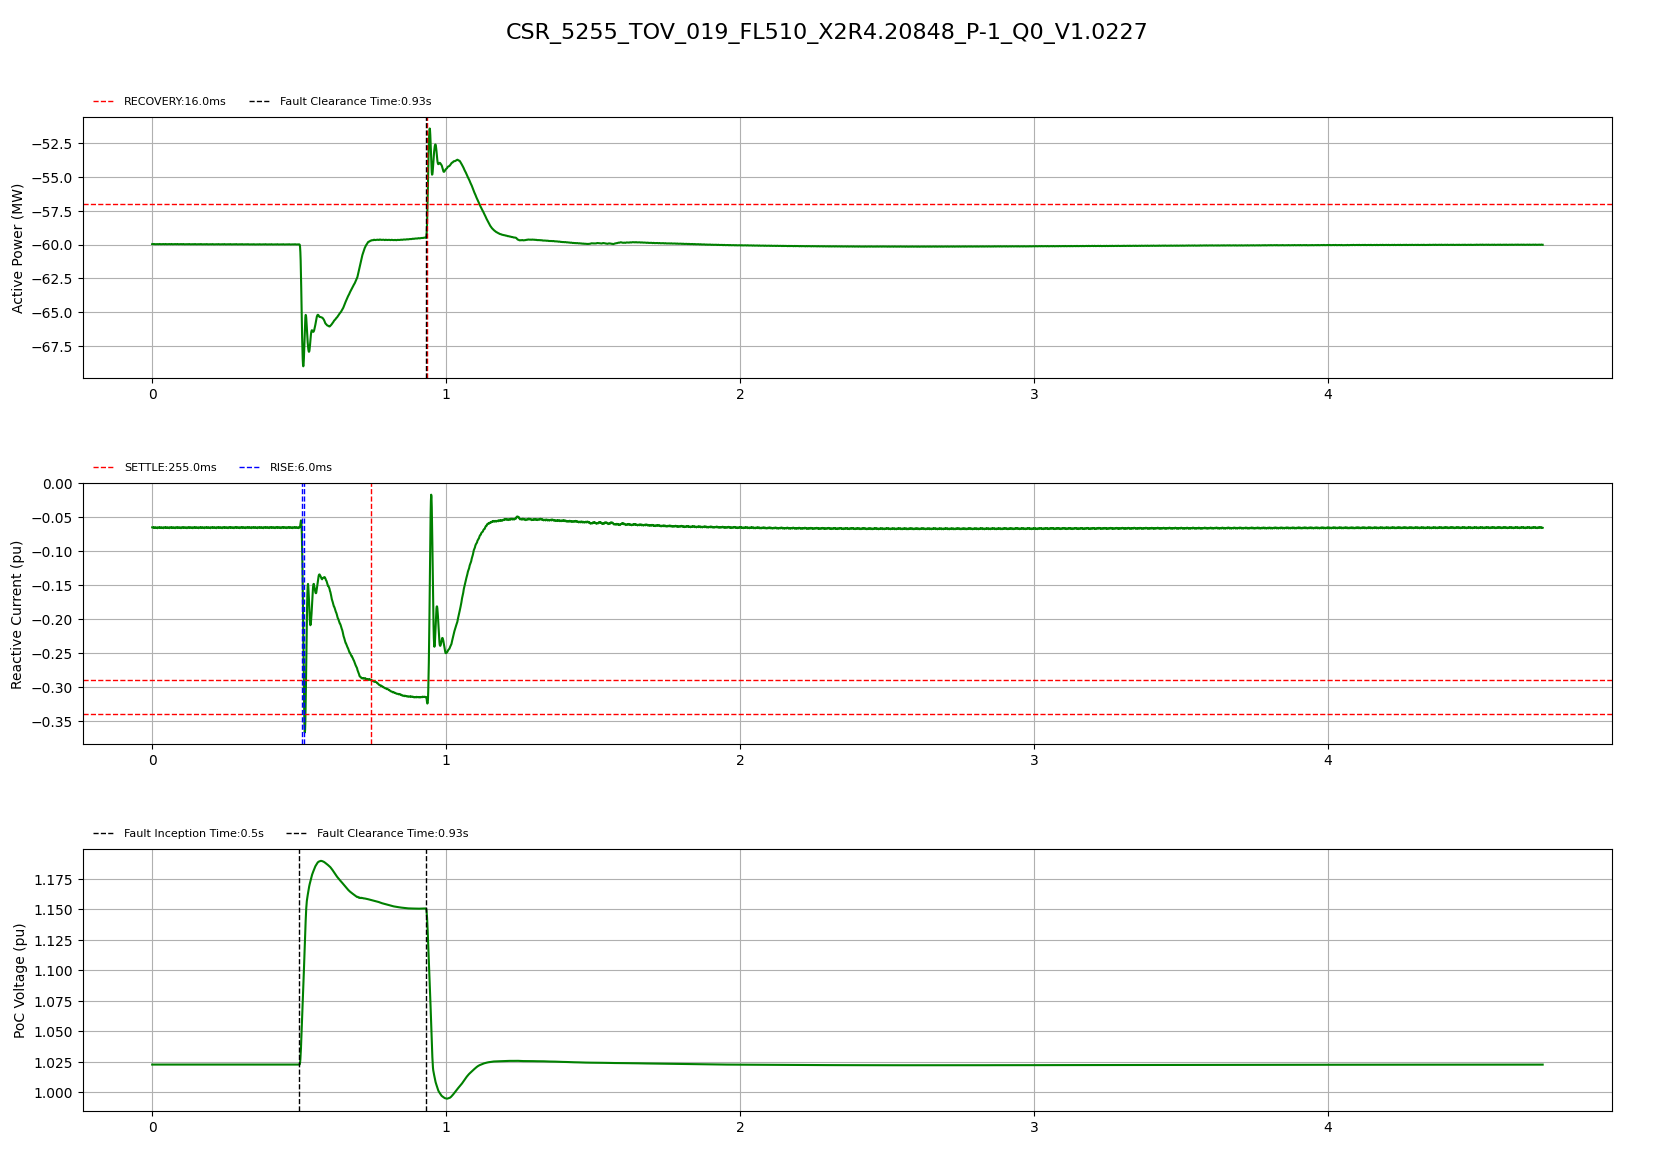 CSR_5255_TOV_019_FL510_X2R4.20848_P-1_Q0_V1.0227
RECOVERY:16.0ms Fault Clearance Time:0.93s
Active Power (MW)
−52.5
−55.0
−57.5
−60.0
−62.5
−65.0
−67.5
0 1 2 3 4
SETTLE:255.0ms RISE:6.0ms
Reactive Current (pu)
0.00
−0.05
−0.10
−0.15
−0.20
−0.25
−0.30
−0.35
0 1 2 3 4
Fault Inception Time:0.5s Fault Clearance Time:0.93s
PoC Voltage (pu)
1.175
1.150
1.125
1.100
1.075
1.050
1.025
1.000
0 1 2 3 4